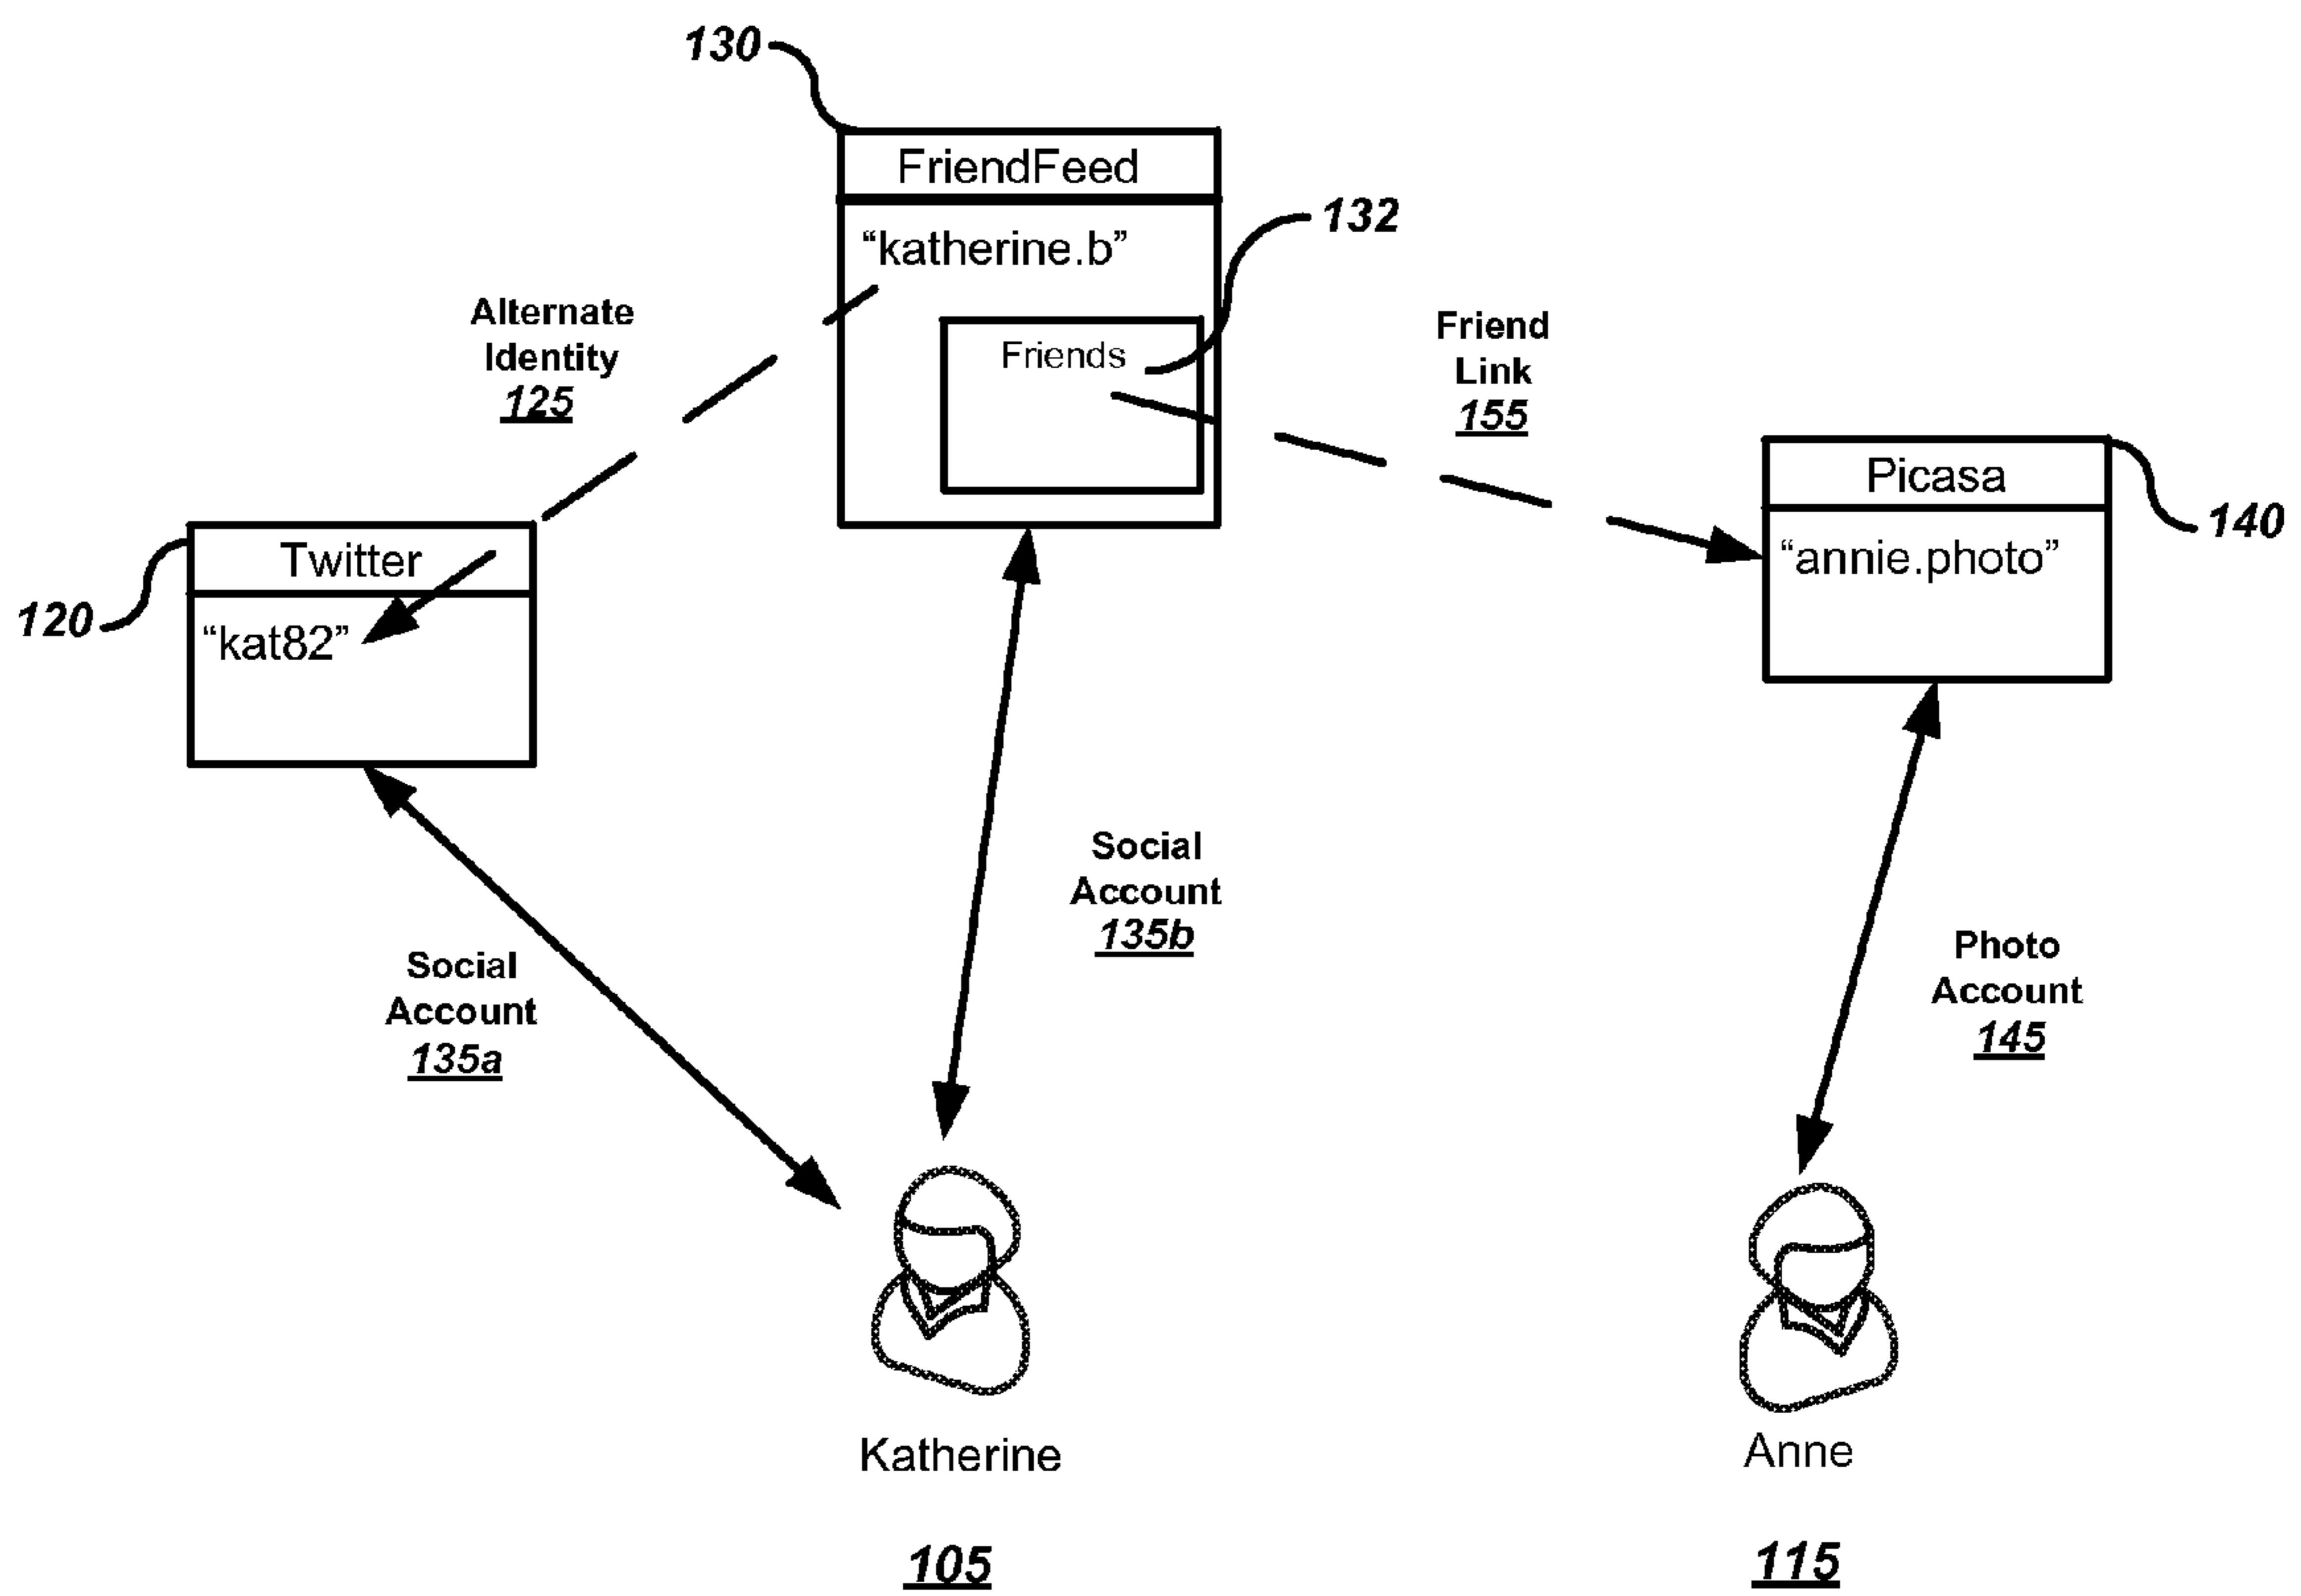 130
FriendFeed
“katherine.b”
132
Friends
Alternate
Identity
125
Friend
Link
155
Picasa
“annie.photo”
140
Twitter
“kat82”
120
Social
Account
135b
Social
Account
135a
Photo
Account
145
Katherine
105
Anne
115